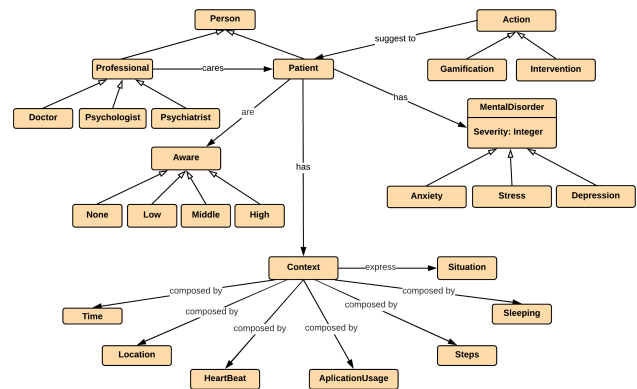 Person
Action
suggest to
Professional
cares
Patient
Gamification
Intervention
has
MentalDisorder
Severity: Integer
Doctor
Psychologist
Psychiatrist
are
Aware
has
None
Low
Middle
High
Anxiety
Stress
Depression
Context
express
Situation
composed by
composed by
Time
composed by
composed by
Sleeping
composed by
composed by
Location
Steps
HeartBeat
AplicationUsage